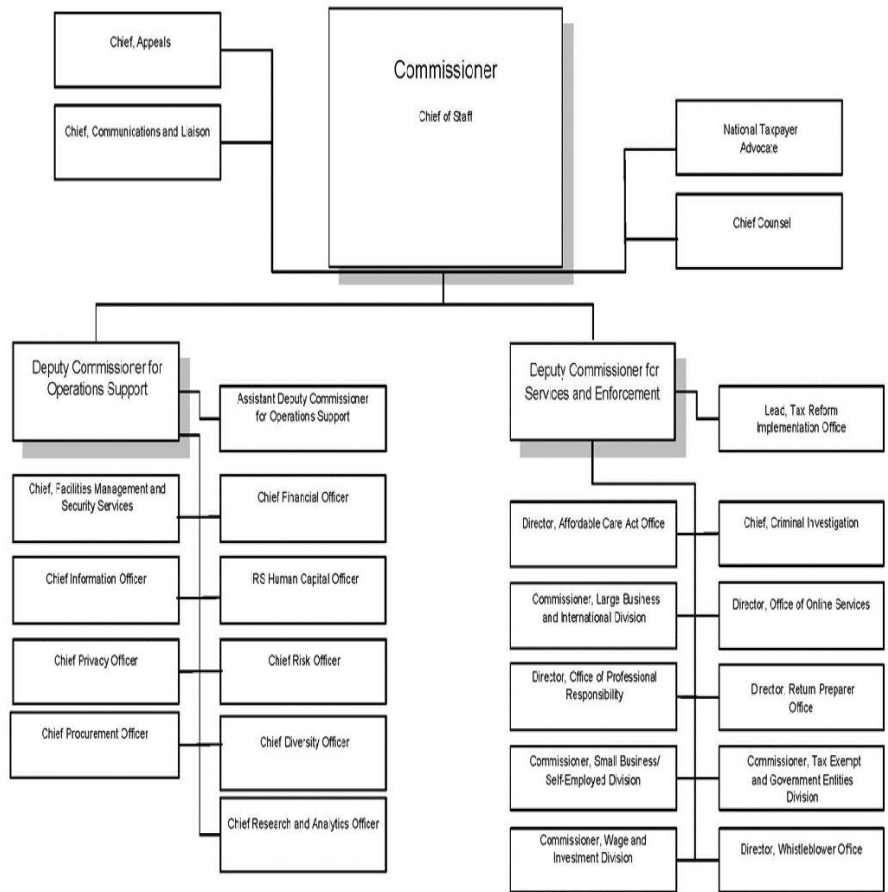 Chief, Appeals
Commissioner
Chief of Staff
Chief, Communications and Liaison
National Taxpayer
Advocate
Chief Counsel
Deputy Commissioner for
Operations Support
Assistant Deputy Commissioner
for Operations Support
Chief, Facilities Management and
Security Services
Chief Financial Officer
Chief Information Officer
RS Human Capital Officer
Chief Privacy Officer
Chief Risk Officer
Chief Procurement Officer
Chief Diversity Officer
Chief Research and Analytics Officer
Deputy Commissioner for
Services and Enforcement
Lead, Tax Reform
Implementation Office
Director, Affordable Care Act Office
Chief, Criminal Investigation
Commissioner, Large Business
and International Division
Director, Office of Online Services
Director, Office of Professional
Responsibility
Director, Return Preparer
Office
Commissioner, Small Business/
Self-Employed Division
Commissioner, Tax Exempt
and Government Entities
Division
Commissioner, Wage and
Investment Division
Director, Whistleblower Office